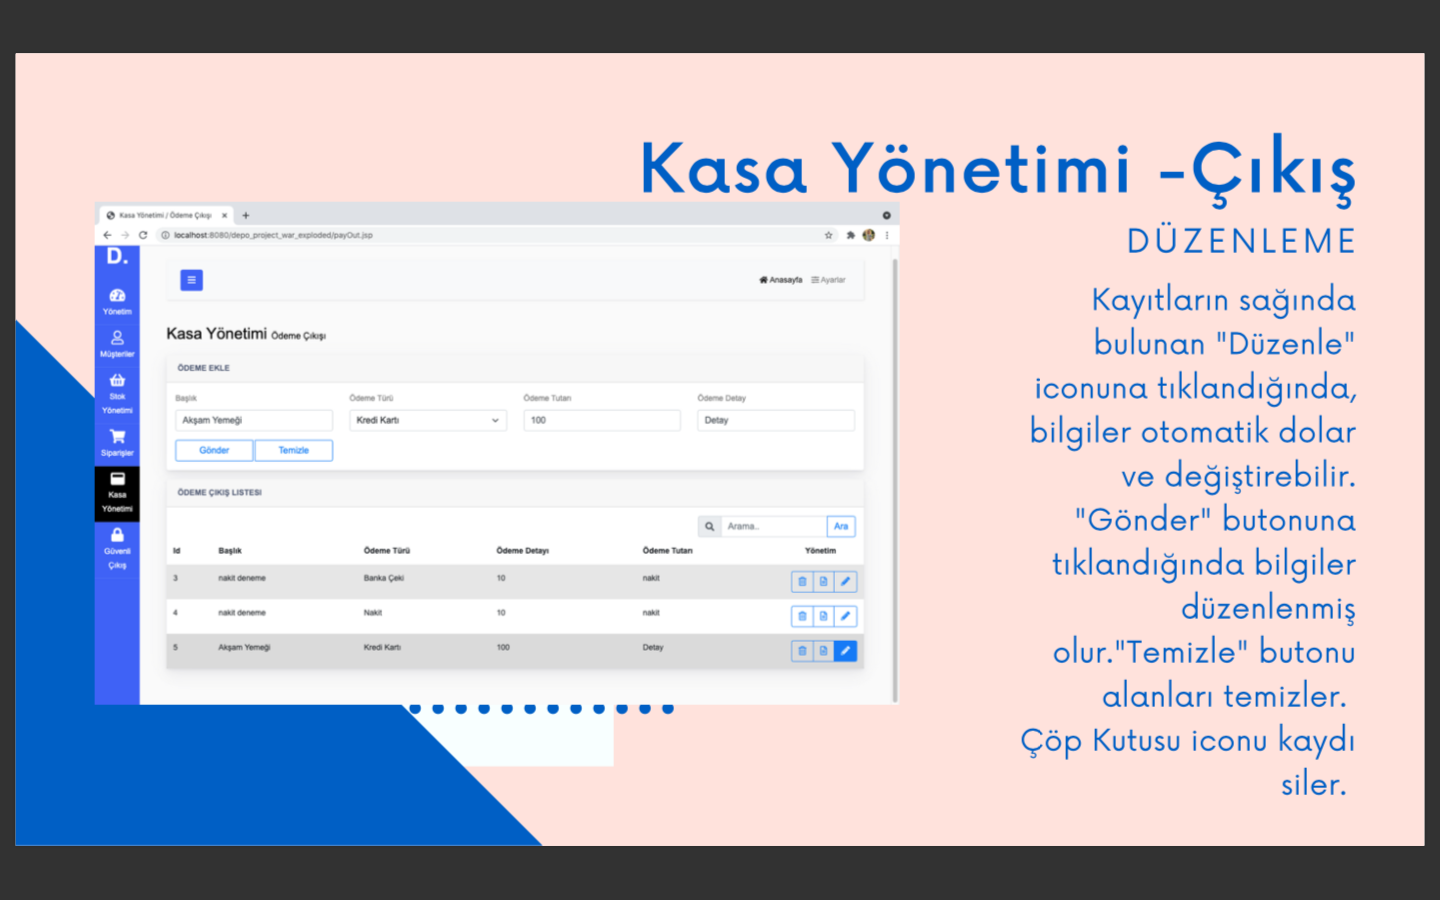 Kasa Yönetimi -Çıkış
DÜZENLEME
Kayıtların sağında
bulunan "Düzenle"
iconuna tıklandığında,
bilgiler otomatik dolar
ve değiştirebilir.
"Gönder" butonuna
tıklandığında bilgiler
düzenlenmiş
olur."Temizle" butonu
alanları temizler.
Çöp Kutusu iconu kaydı
siler.
Kasa Yönetimi / Ödeme Çıkışı
localhost:8080/depo_project_war_exploded/payOut.jsp
D.
Yönetim
Müşteriler
Stok
Yönetimi
Siparişler
Kasa
Yönetimi
Güvenli
Çıkış
Anasayfa Ayarlar
Kasa Yönetimi Ödeme Çıkışı
ÖDEME EKLE
Başlık Ödeme Türü Ödeme Tutarı Ödeme Detay
Akşam Yemeği Kredi Kartı 100 Detay
Gönder Temizle
ÖDEME ÇIKIŞ LİSTESİ
Arama.. Ara
Id Başlık Ödeme Türü Ödeme Detayı Ödeme Tutarı Yönetim
3 nakit deneme Banka Çeki 10 nakit
4 nakit deneme Nakit 10 nakit
5 Akşam Yemeği Kredi Kartı 100 Detay